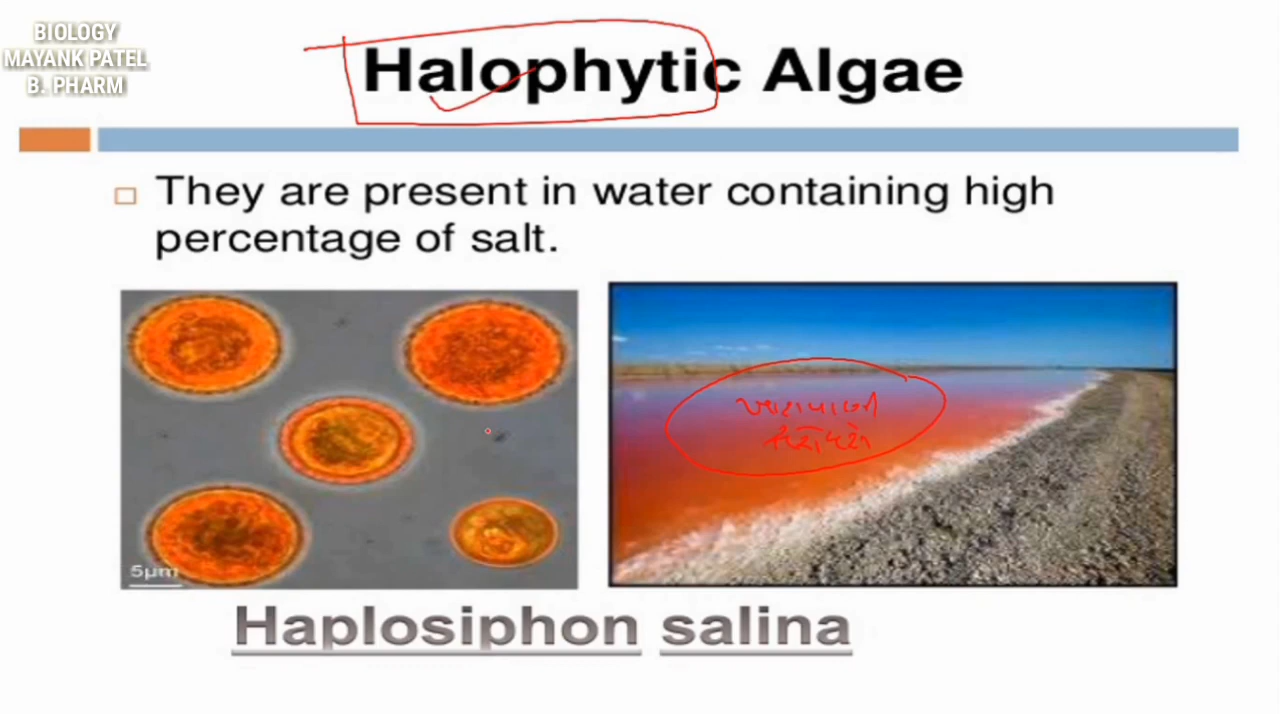 BIOLOGY
MAYANK PATEL
B. PHARM
Halophytic Algae
They are present in water containing high
percentage of salt.
5µm
Haplosiphon salina